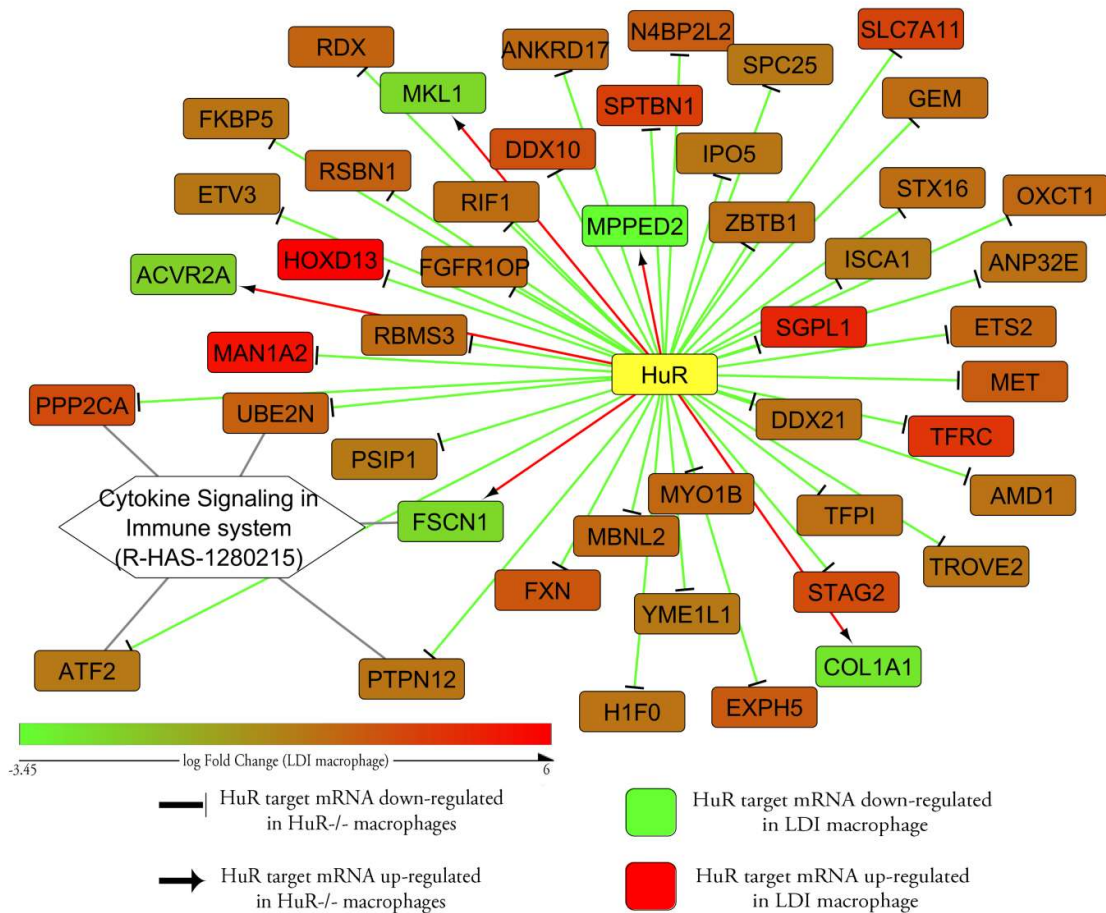 RDX
ANKRD17
N4BP2L2
SLC7A11
SPC25
MKL1
GEM
SPTBN1
FKBP5
DDX10
IPO5
RSBN1
ETV3
RIF1
STX16
OXCT1
MPPED2
ZBTB1
HOXD13
FGFR1OP
ISCA1
ANP32E
ACVR2A
RBMS3
SGPL1
ETS2
MAN1A2
HuR
MET
PPP2CA
UBE2N
DDX21
TFRC
PSIP1
MYO1B
AMD1
Cytokine Signaling in
Immune system
(R-HAS-1280215)
FSCN1
TFPI
MBNL2
TROVE2
FXN
STAG2
YME1L1
ATF2
PTPN12
COL1A1
H1F0
EXPH5
-3.45
log Fold Change (LDI macrophage)
6
HuR target mRNA down-regulated
in HuR-/- macrophages
HuR target mRNA down-regulated
in LDI macrophage
HuR target mRNA up-regulated
in HuR-/- macrophages
HuR target mRNA up-regulated
in LDI macrophage